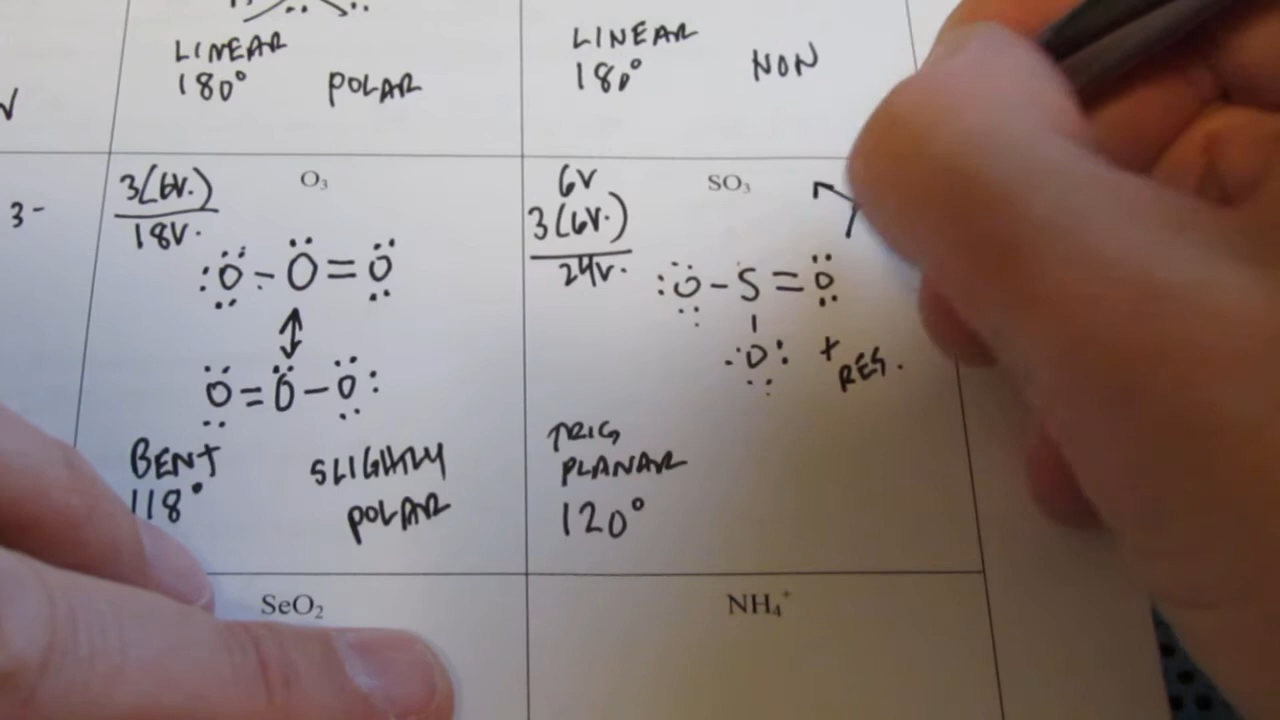 LINEAR
180° POLAR
LINEAR
180° NON
3-
O₃
3(6V.)
18V.
:O-O=O
O=O-O:
BENT
118°
SLIGHTLY
POLAR
SO₃
6V
3(6V.)
24V.
:O-S=O
O:
+
RES.
TRIG
PLANAR
120°
SeO₂
NH₄⁺